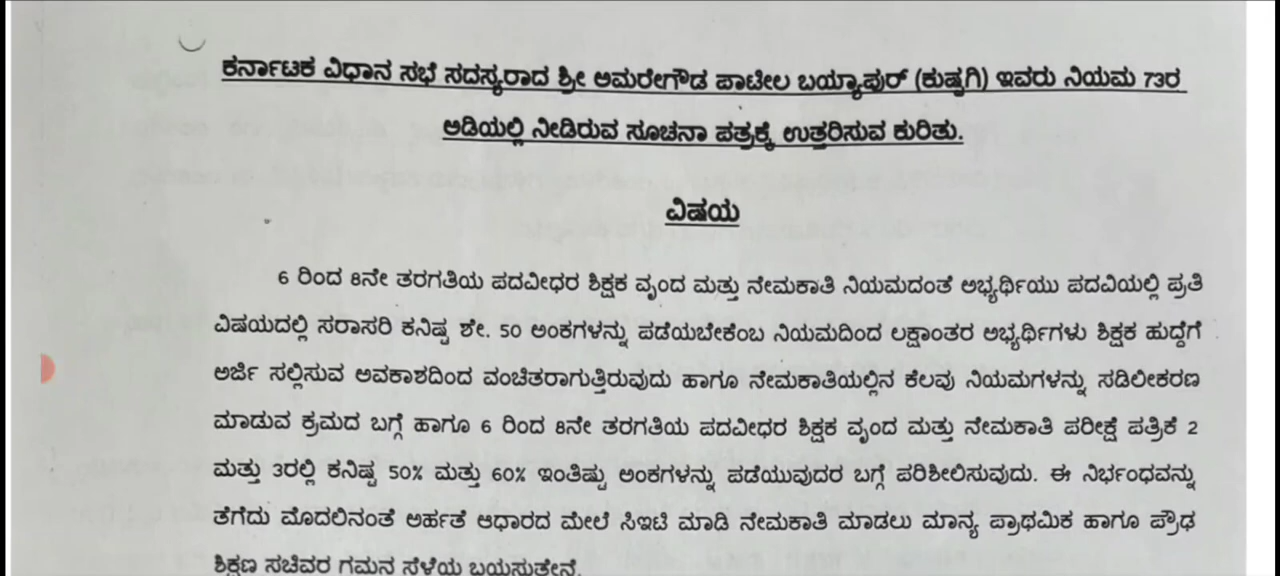 ಕರ್ನಾಟಕ ವಿಧಾನ ಸಭೆ ಸದಸ್ಯರಾದ ಶ್ರೀ ಅಮರೇಗೌಡ ಪಾಟೀಲ ಬಯ್ಯಾಪುರ್ (ಕುಷ್ಠಗಿ) ಇವರು ನಿಯಮ 73ರ
ಅಡಿಯಲ್ಲಿ ನೀಡಿರುವ ಸೂಚನಾ ಪತ್ರಕ್ಕೆ ಉತ್ತರಿಸುವ ಕುರಿತು.
ವಿಷಯ
6 ರಿಂದ 8ನೇ ತರಗತಿಯ ಪದವೀಧರ ಶಿಕ್ಷಕ ವೃಂದ ಮತ್ತು ನೇಮಕಾತಿ ನಿಯಮದಂತೆ ಅಭ್ಯರ್ಥಿಯು ಪದವಿಯಲ್ಲಿ ಪ್ರತಿ
ವಿಷಯದಲ್ಲಿ ಸರಾಸರಿ ಕನಿಷ್ಟ ಶೇ. 50 ಅಂಕಗಳನ್ನು ಪಡೆಯಬೇಕೆಂಬ ನಿಯಮದಿಂದ ಲಕ್ಷಾಂತರ ಅಭ್ಯರ್ಥಿಗಳು ಶಿಕ್ಷಕ ಹುದ್ದೆಗೆ
ಅರ್ಜಿ ಸಲ್ಲಿಸುವ ಅವಕಾಶದಿಂದ ವಂಚಿತರಾಗುತ್ತಿರುವುದು ಹಾಗೂ ನೇಮಕಾತಿಯಲ್ಲಿನ ಕೆಲವು ನಿಯಮಗಳನ್ನು ಸಡಿಲೀಕರಣ
ಮಾಡುವ ಕ್ರಮದ ಬಗ್ಗೆ ಹಾಗೂ 6 ರಿಂದ 8ನೇ ತರಗತಿಯ ಪದವೀಧರ ಶಿಕ್ಷಕ ವೃಂದ ಮತ್ತು ನೇಮಕಾತಿ ಪರೀಕ್ಷೆ ಪತ್ರಿಕೆ 2
ಮತ್ತು 3ರಲ್ಲಿ ಕನಿಷ್ಟ 50% ಮತ್ತು 60% ಇಂತಿಷ್ಟು ಅಂಕಗಳನ್ನು ಪಡೆಯುವುದರ ಬಗ್ಗೆ ಪರಿಶೀಲಿಸುವುದು. ಈ ನಿರ್ಭಂಧವನ್ನು
ತೆಗೆದು ಮೊದಲಿನಂತೆ ಅರ್ಹತೆ ಆಧಾರದ ಮೇಲೆ ಸಿಇಟಿ ಮಾಡಿ ನೇಮಕಾತಿ ಮಾಡಲು ಮಾನ್ಯ ಪ್ರಾಥಮಿಕ ಹಾಗೂ ಪ್ರೌಢ
ಶಿಕ್ಷಣ ಸಚಿವರ ಗಮನ ಸೆಳೆಯ ಬಯಸುತ್ತೇನೆ.